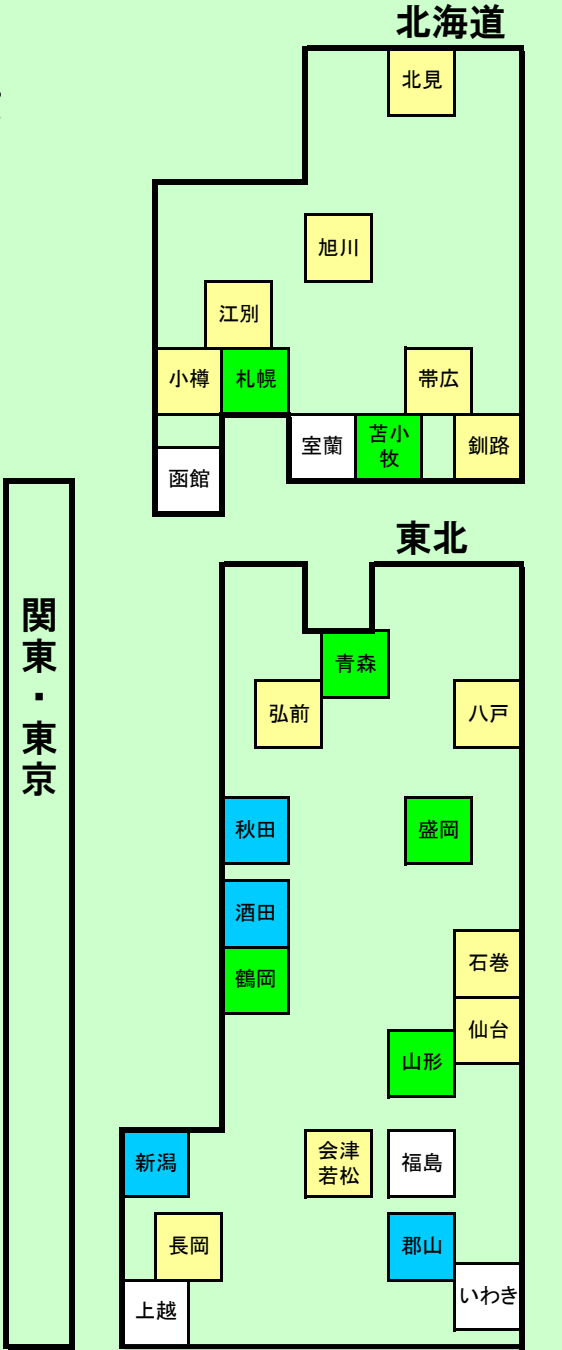 北海道
北見
旭川
江別
小樽
札幌
帯広
室蘭
苫小
牧
釧路
函館
関東・東京
東北
青森
弘前
八戸
秋田
盛岡
酒田
鶴岡
石巻
仙台
山形
新潟
会津
若松
福島
長岡
郡山
上越
いわき